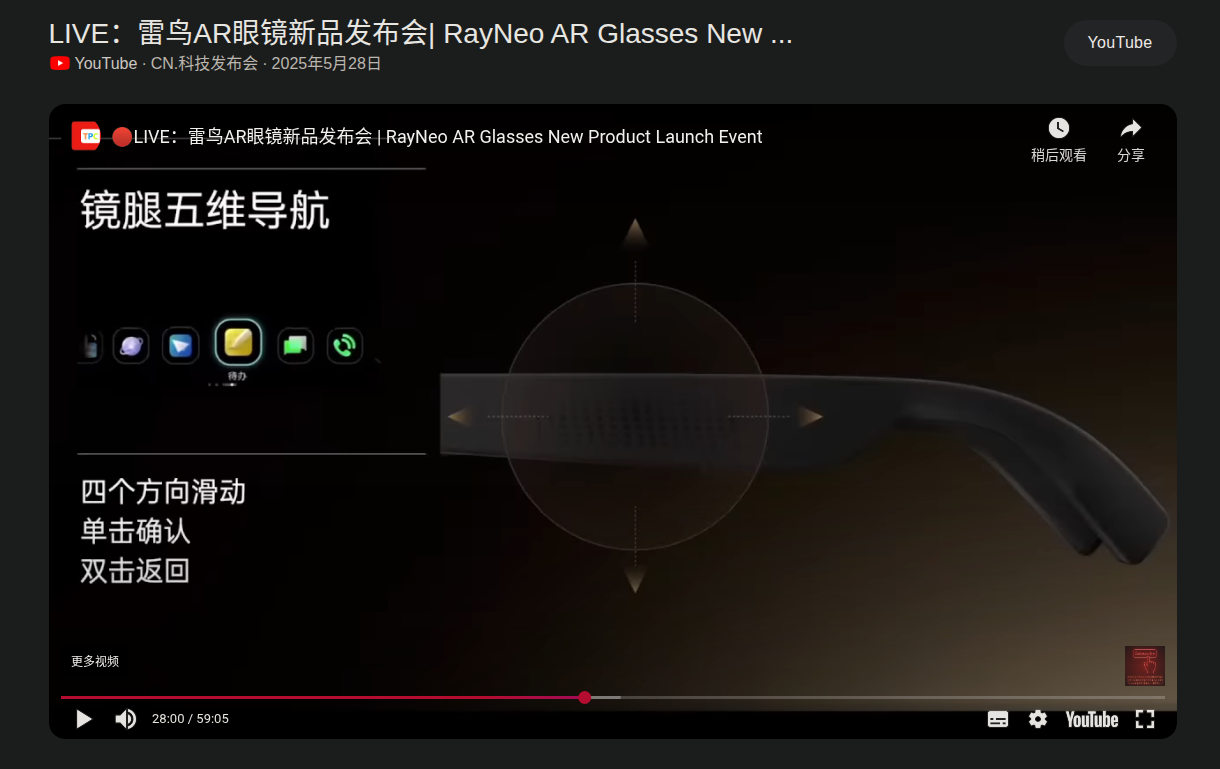 LIVE：雷鸟AR眼镜新品发布会| RayNeo AR Glasses New ...
YouTube
YouTube · CN.科技发布会 · 2025年5月28日
TPC
LIVE：雷鸟AR眼镜新品发布会 | RayNeo AR Glasses New Product Launch Event
稍后观看
分享
镜腿五维导航
待办
四个方向滑动
单击确认
双击返回
更多视频
28:00 / 59:05
YouTube